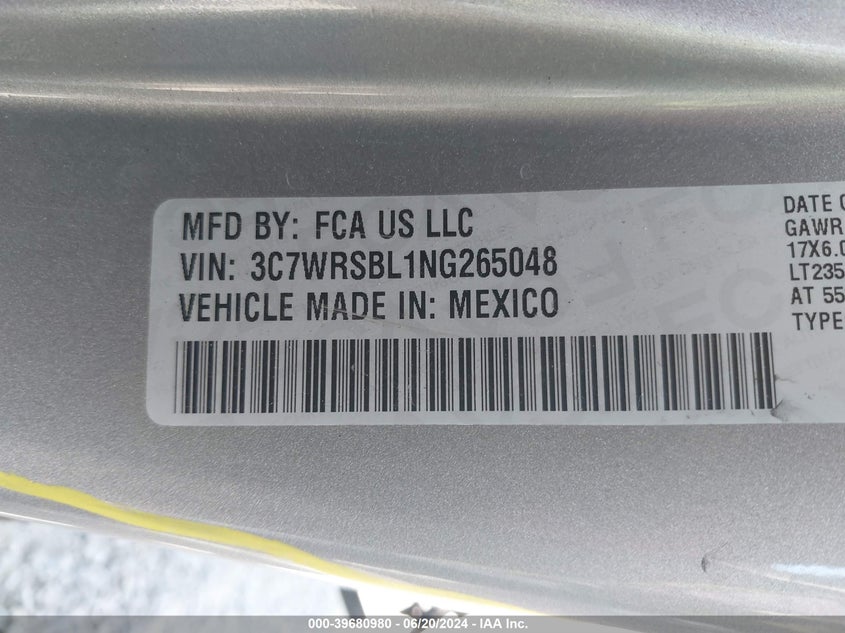 MFD BY: FCA US LLC
VIN: 3C7WRSBL1NG265048
VEHICLE MADE IN: MEXICO
DATE O
GAWR
17X6.0
LT235
AT 55
TYPE
000-39680980 - 06/20/2024 - IAA Inc.